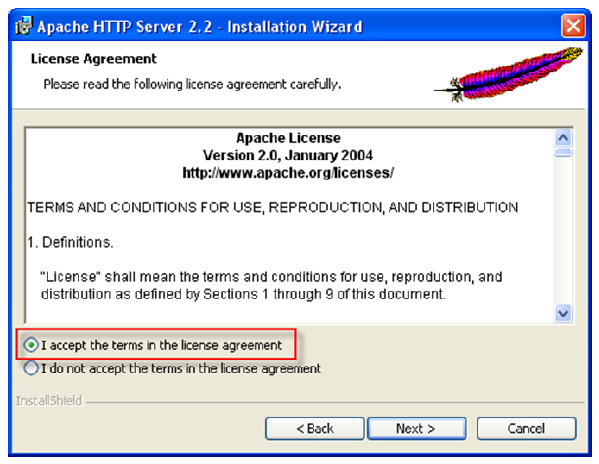 Apache HTTP Server 2.2 - Installation Wizard
License Agreement
Please read the following license agreement carefully.
Apache License
Version 2.0, January 2004
http://www.apache.org/licenses/
TERMS AND CONDITIONS FOR USE, REPRODUCTION, AND DISTRIBUTION
1. Definitions.
"License" shall mean the terms and conditions for use, reproduction, and
distribution as defined by Sections 1 through 9 of this document.
I accept the terms in the license agreement
I do not accept the terms in the license agreement
InstallShield
< Back Next > Cancel